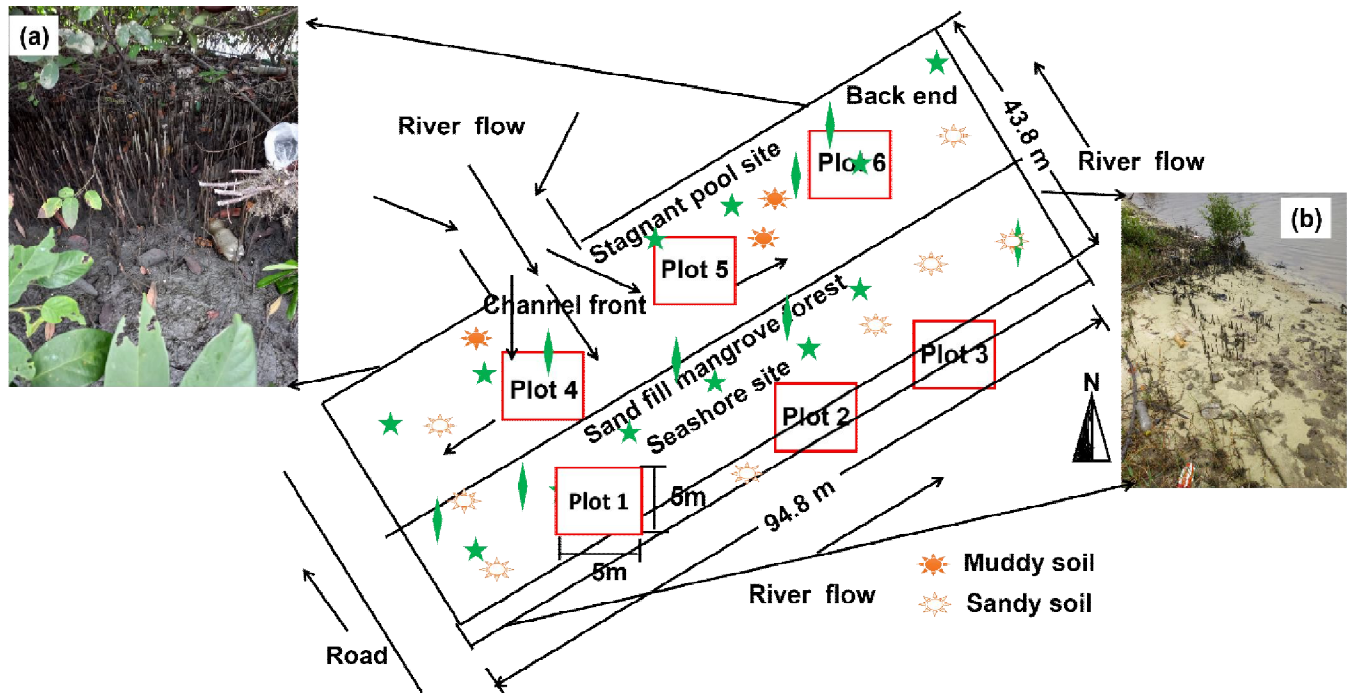 (a)
River flow
Back end
43.8 m
River flow
Stagnant pool site
Plot 6
(b)
Plot 5
Channel front
Plot 4
Sand fill mangrove forest
Seashore site
Plot 3
Plot 2
N
Plot 1
5m
5m
94.8 m
River flow
Muddy soil
Sandy soil
Road